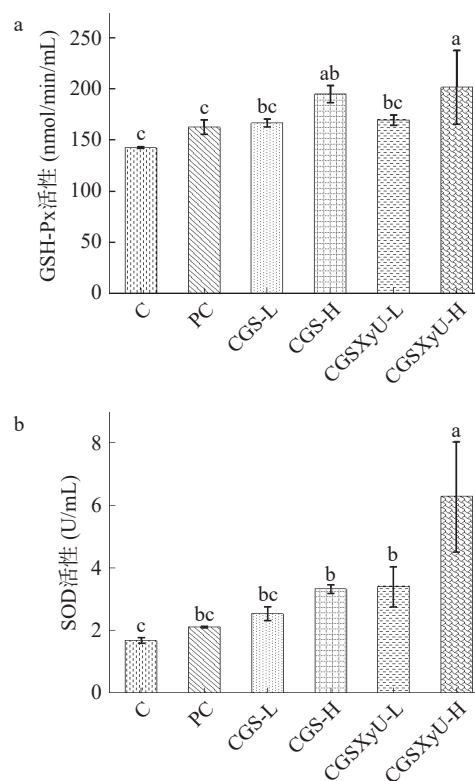 a
GSH-Px活性 (nmol/min/mL)
250
200
150
100
50
0
c
c
bc
ab
bc
a
C
PC
CGS-L
CGS-H
CGSXyU-L
CGSXyU-H
b
SOD活性 (U/mL)
8
6
4
2
0
c
bc
bc
b
b
a
C
PC
CGS-L
CGS-H
CGSXyU-L
CGSXyU-H